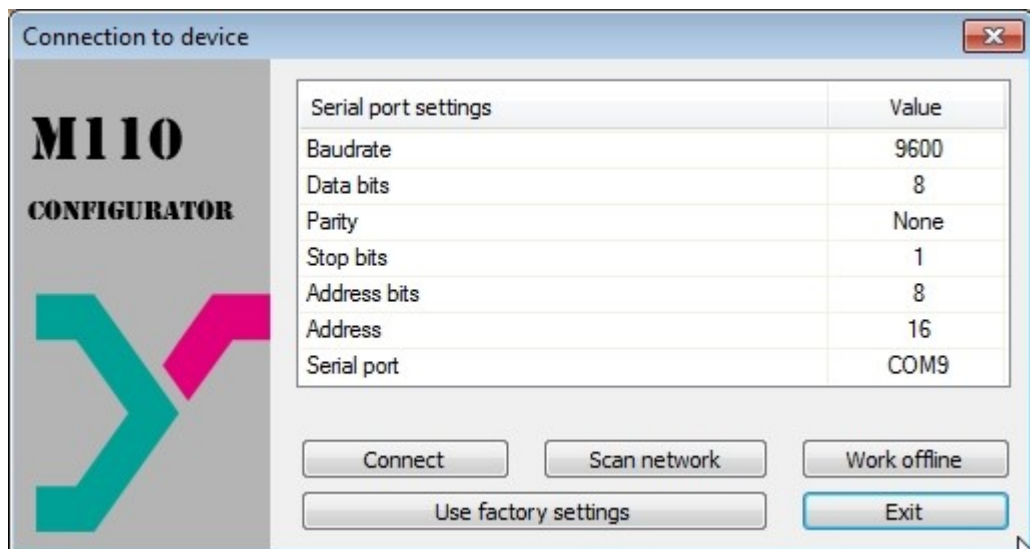 Connection to device
M110
CONFIGURATOR
Serial port settings Value
Baudrate 9600
Data bits 8
Parity None
Stop bits 1
Address bits 8
Address 16
Serial port COM9
Connect Scan network Work offline
Use factory settings Exit